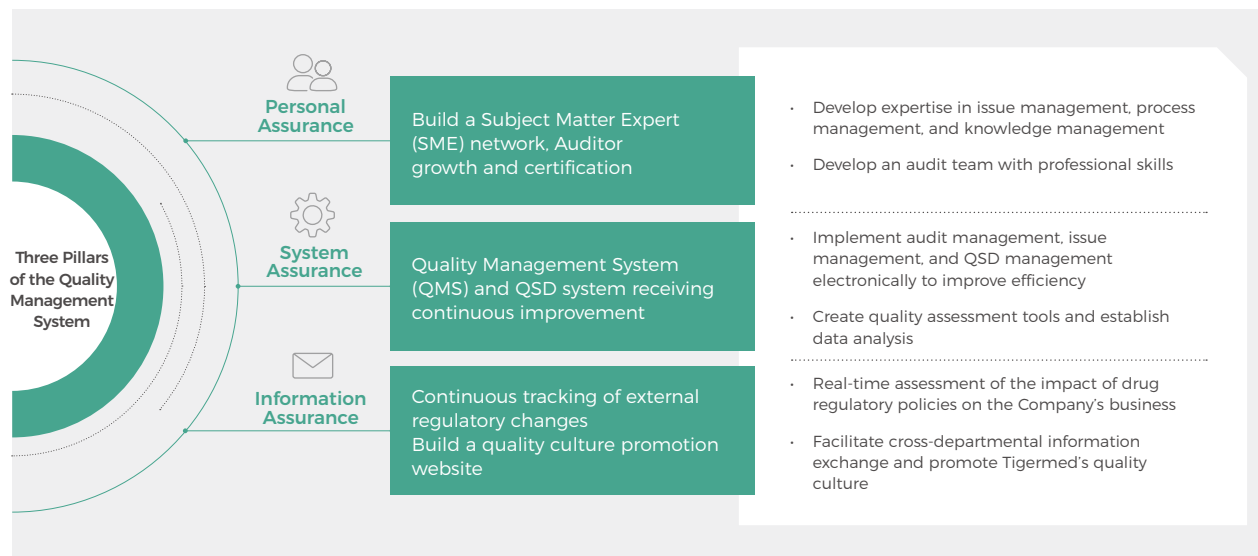 Three Pillars
of the Quality
Management
System
Personal
Assurance
Build a Subject Matter Expert
(SME) network, Auditor
growth and certification
• Develop expertise in issue management, process
management, and knowledge management
• Develop an audit team with professional skills
System
Assurance
Quality Management System
(QMS) and QSD system receiving
continuous improvement
• Implement audit management, issue
management, and QSD management
electronically to improve efficiency
• Create quality assessment tools and establish
data analysis
Information
Assurance
Continuous tracking of external
regulatory changes
Build a quality culture promotion
website
• Real-time assessment of the impact of drug
regulatory policies on the Company’s business
• Facilitate cross-departmental information
exchange and promote Tigermed’s quality
culture